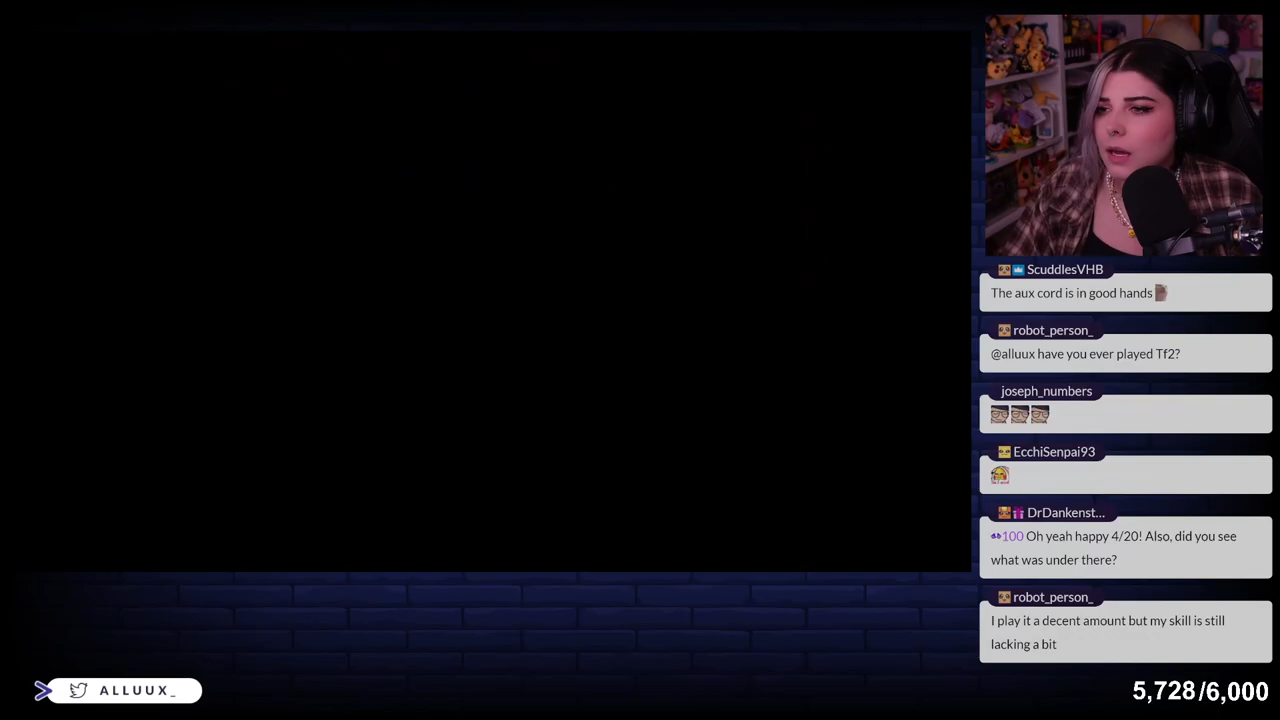 ScuddlesVHB
The aux cord is in good hands
robot_person_
@alluux have you ever played Tf2?
joseph_numbers
EcchiSenpai93
DrDankenst...
100 Oh yeah happy 4/20! Also, did you see
what was under there?
robot_person_
I play it a decent amount but my skill is still
lacking a bit
ALLUUX_
5,728/6,000